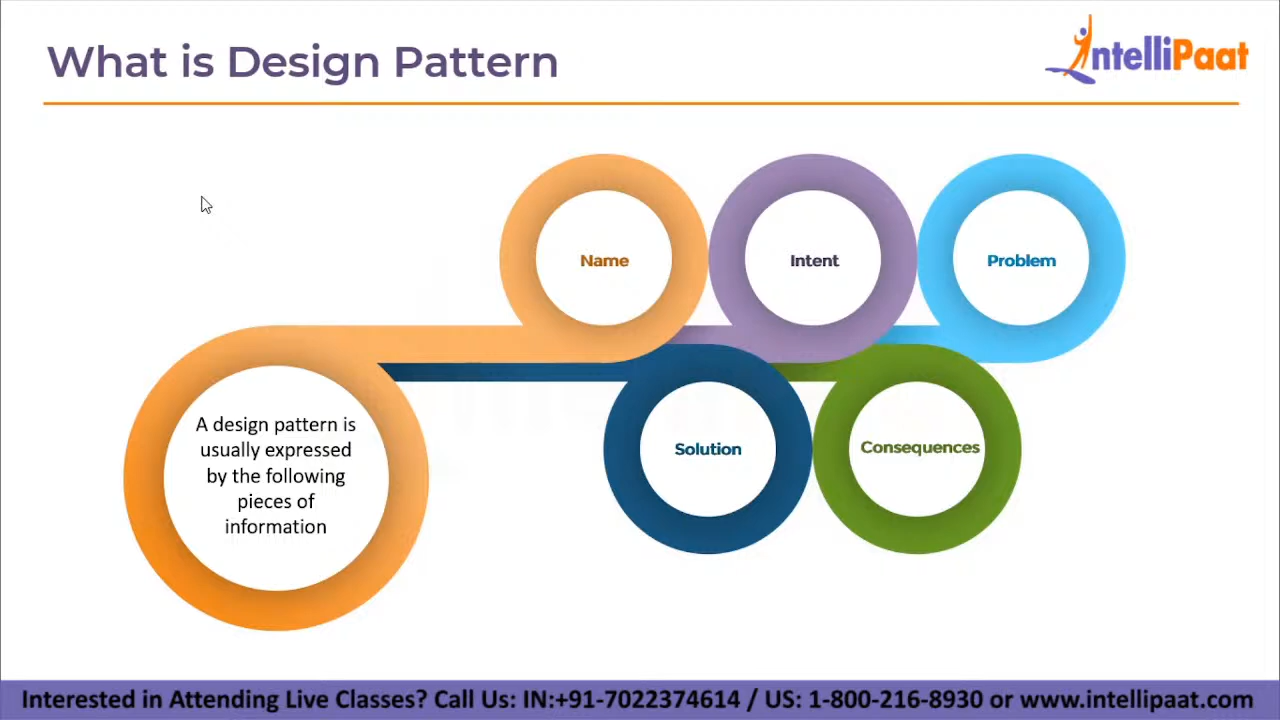 What is Design Pattern
IntelliPaat
Name
Intent
Problem
A design pattern is
usually expressed
by the following
pieces of
information
Solution
Consequences
Interested in Attending Live Classes? Call Us: IN:+91-7022374614 / US: 1-800-216-8930 or www.intellipaat.com